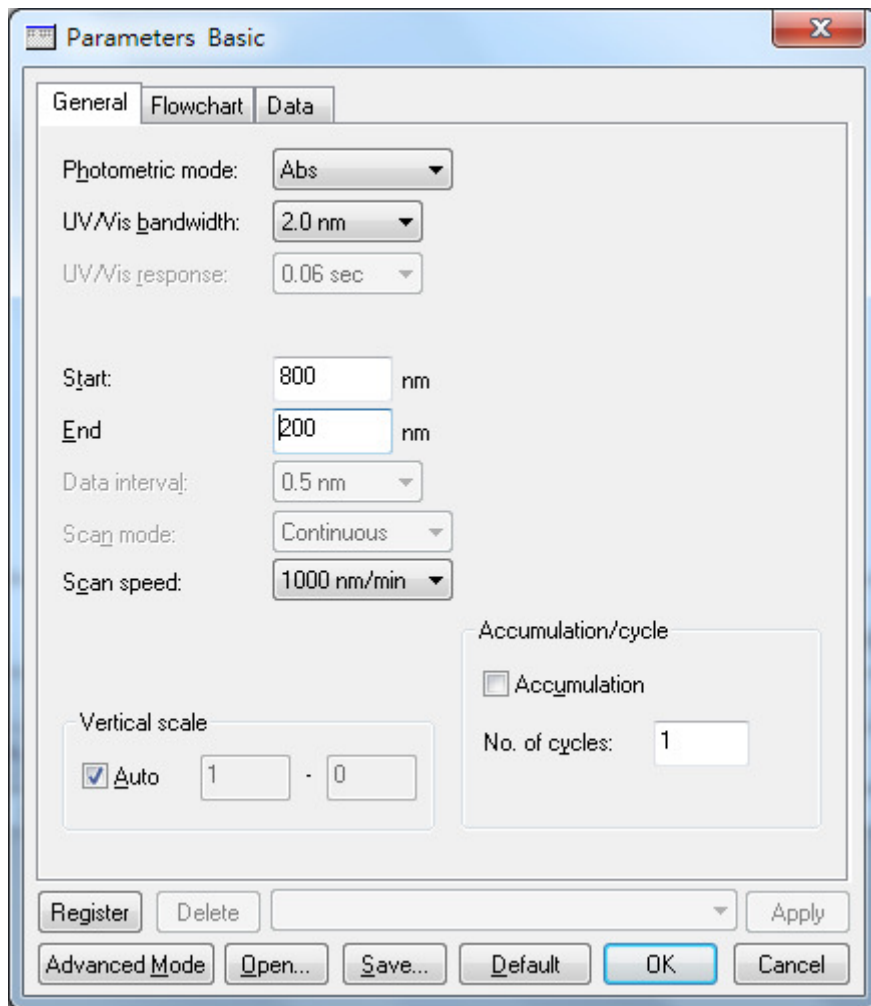 Parameters Basic
General Flowchart Data
Photometric mode: Abs
UV/Vis bandwidth: 2.0 nm
UV/Vis response: 0.06 sec
Start: 800 nm
End 200 nm
Data interval: 0.5 nm
Scan mode: Continuous
Scan speed: 1000 nm/min
Accumulation/cycle
Accumulation
No. of cycles: 1
Vertical scale
Auto 1 - 0
Register Delete Apply
Advanced Mode Open... Save... Default OK Cancel